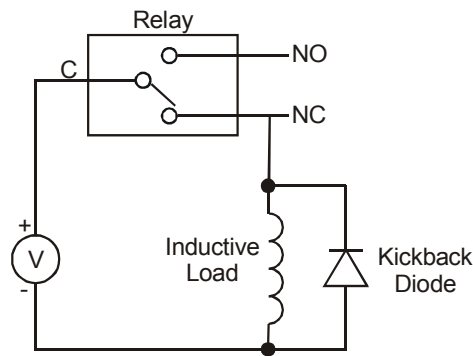 Relay
C
NO
NC
+
V
-
Inductive
Load
Kickback
Diode